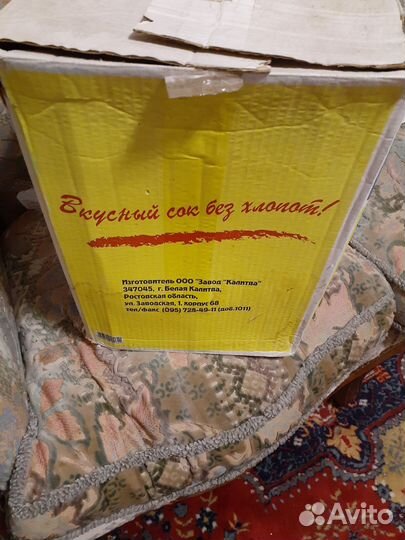 Вкусный сок без хлопот!
Изготовитель ООО "Завод "Калитва"
347045, г. Белая Калитва,
Ростовская область,
ул. Заводская, 1, корпус 68
тел/факс (095) 728-49-11 (доб.1011)
Avito